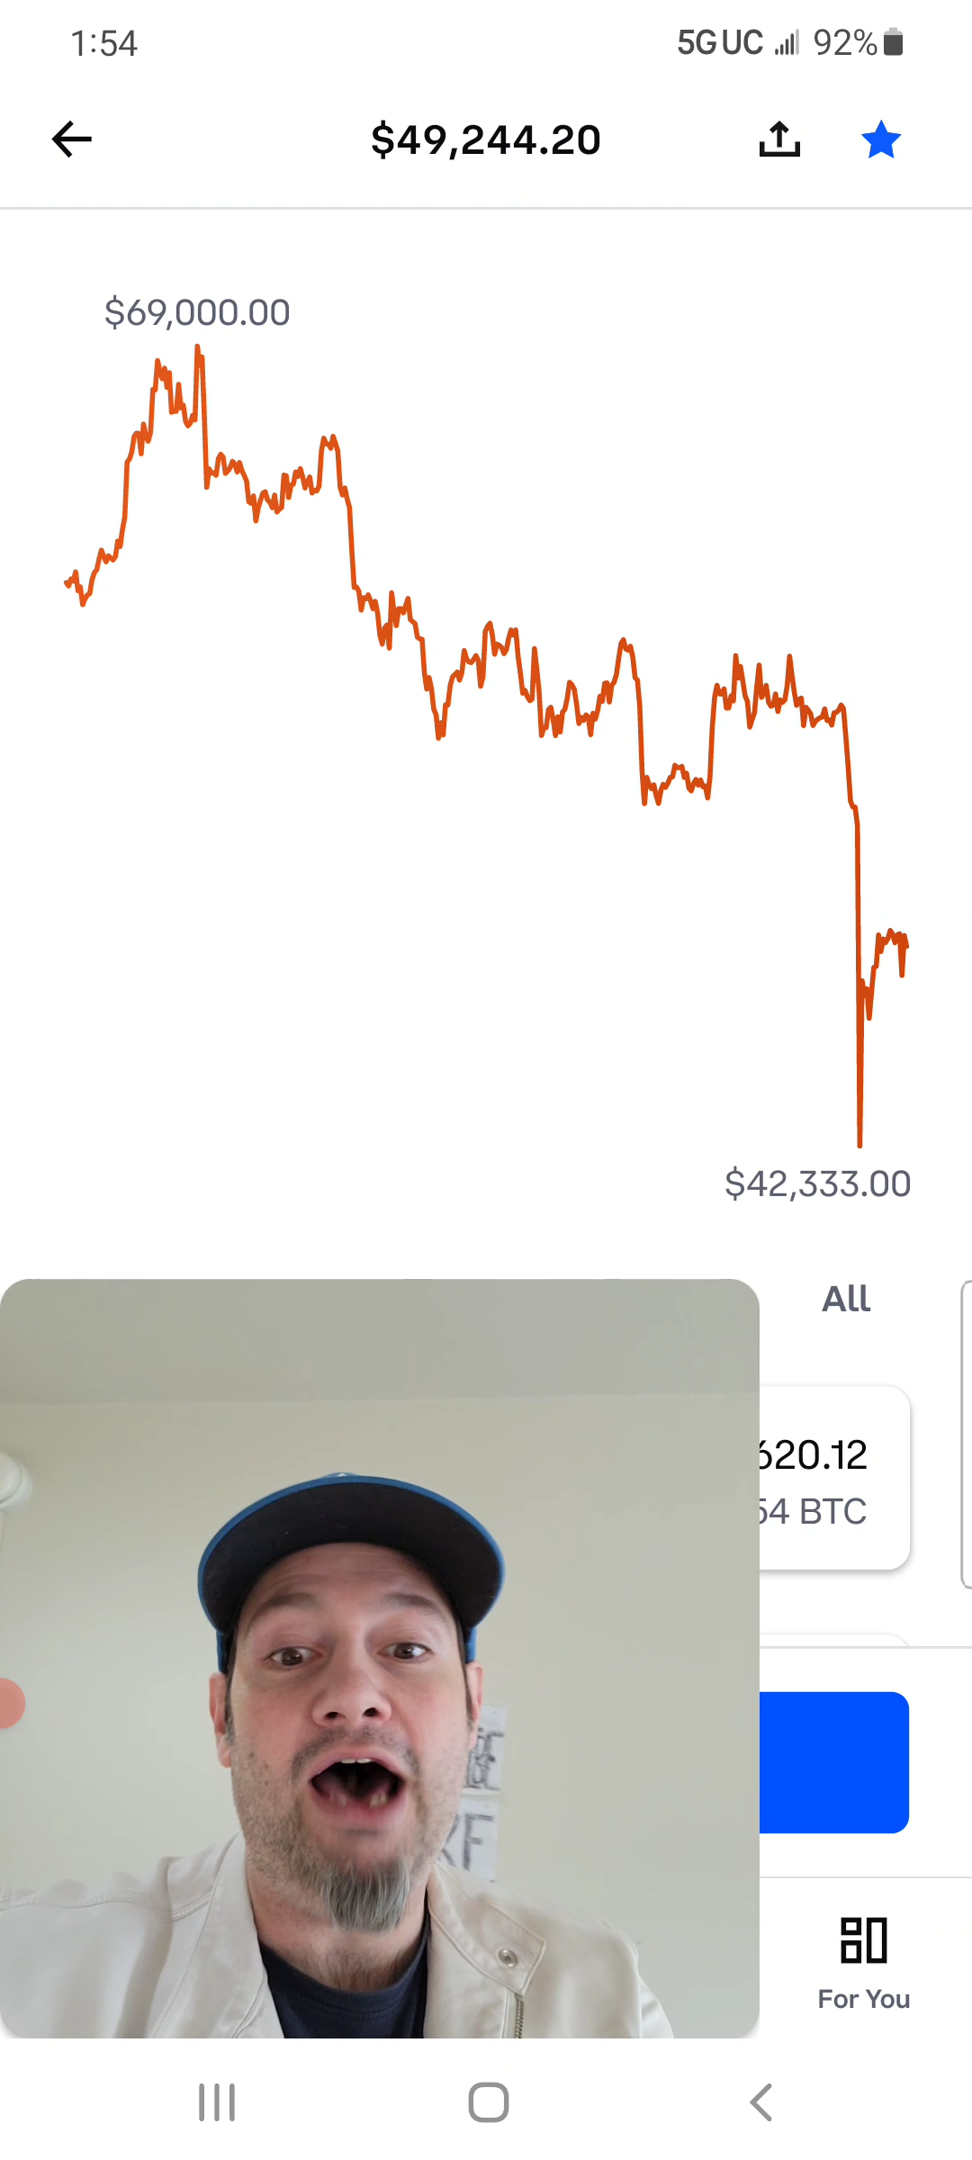 1:54 5G UC 92%
$49,244.20
$69,000.00
$42,333.00
All
620.12
54 BTC
For You